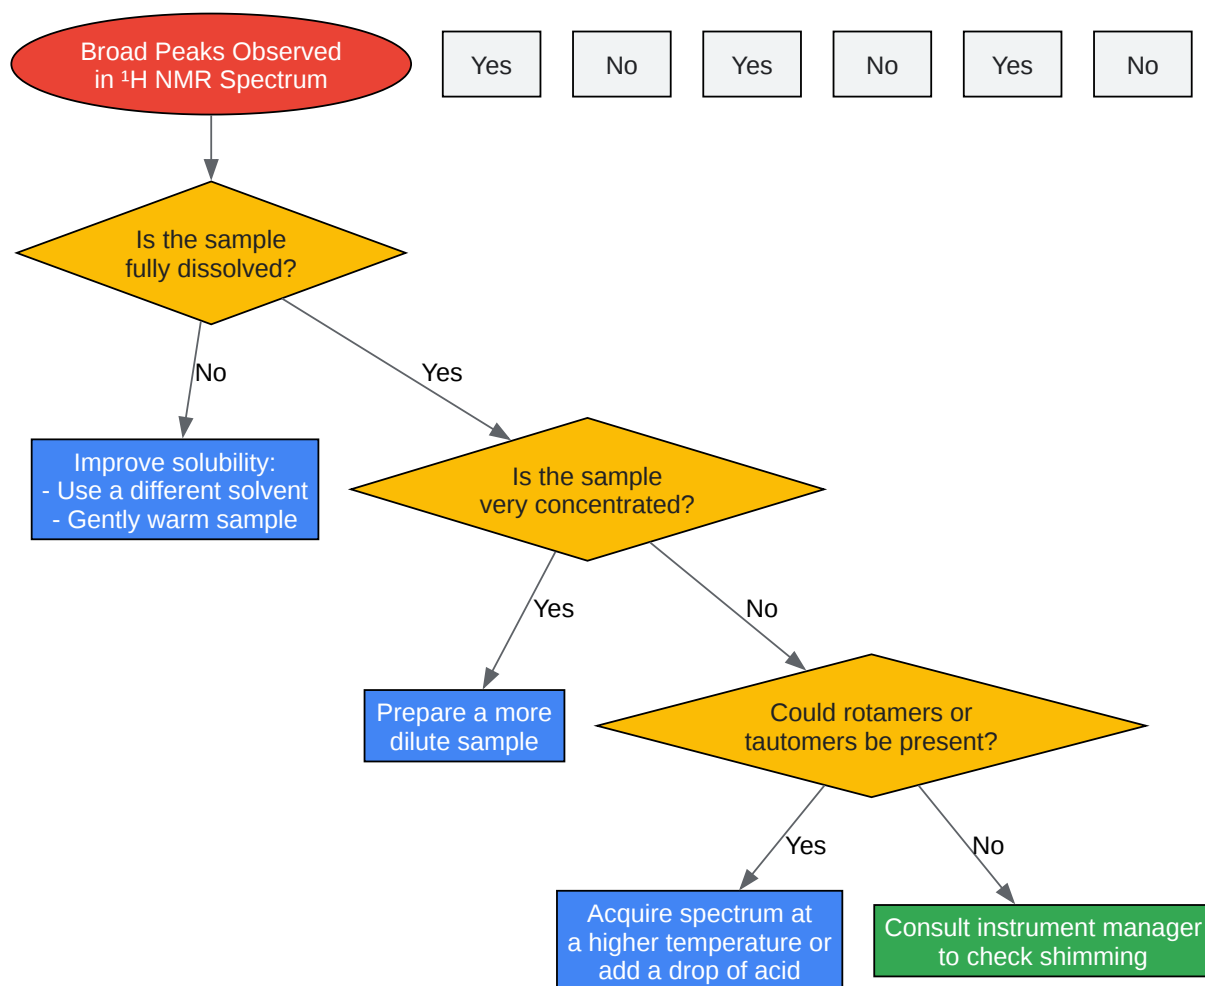 Broad Peaks Observed
in ¹H NMR Spectrum
Yes
No
Yes
No
Yes
No
Is the sample
fully dissolved?
No
Yes
Improve solubility:
- Use a different solvent
- Gently warm sample
Is the sample
very concentrated?
Yes
No
Prepare a more
dilute sample
Could rotamers or
tautomers be present?
Yes
No
Acquire spectrum at
a higher temperature or
add a drop of acid
Consult instrument manager
to check shimming